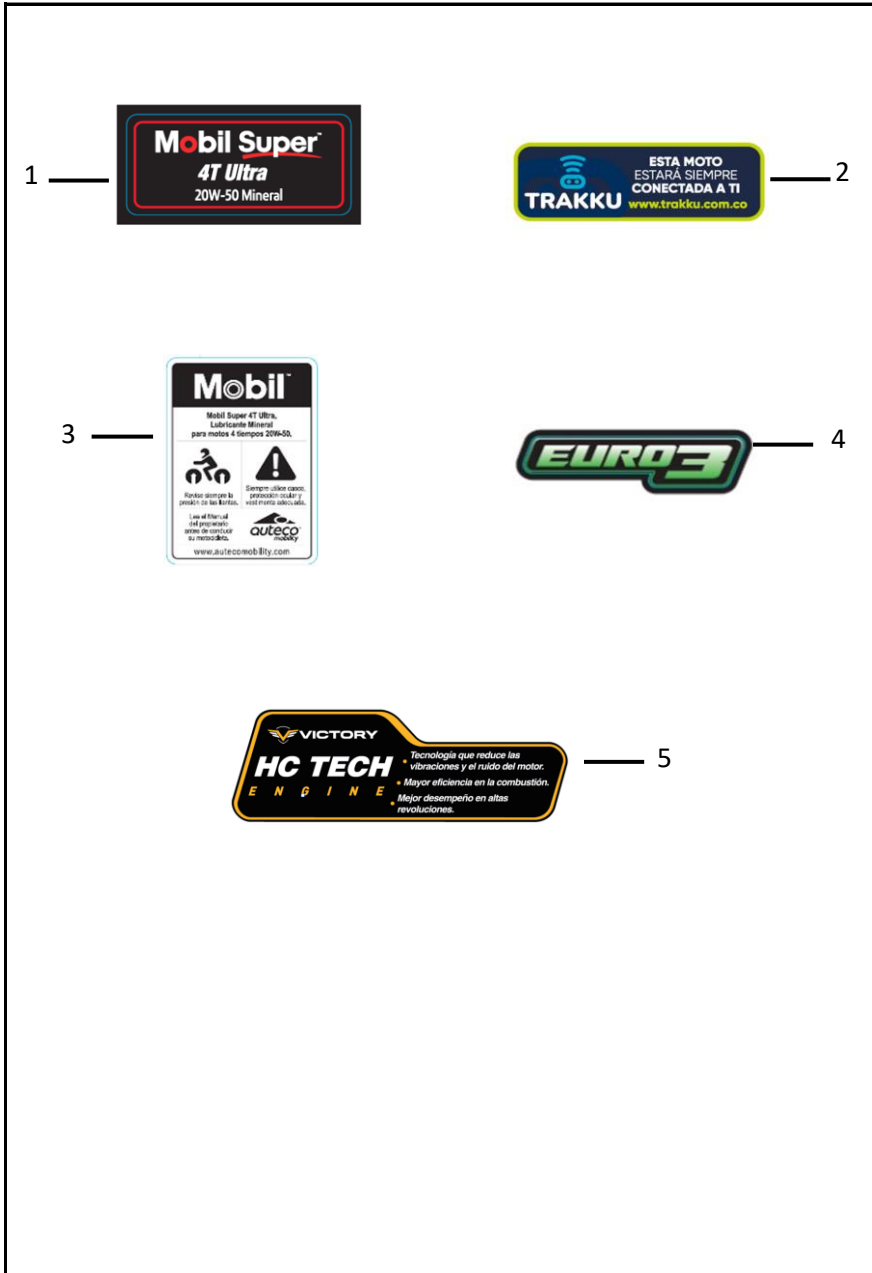 1
Mobil Super™
4T Ultra
20W-50 Mineral
TRAKKU
ESTA MOTO
ESTARÁ SIEMPRE
CONECTADA A TI
www.trakku.com.co
2
3
Mobil™
Mobil Super 4T Ultra,
Lubricante Mineral
para motos 4 tiempos 20W-50.
Revise siempre la
presión de las llantas.
Siempre utilice casco,
protección ocular y
vestimenta adecuada.
Lea el Manual
del propietario
antes de conducir
su motocicleta.
auteco
mobility
www.autecomobility.com
EURO3
4
VICTORY
HC TECH
ENGINE
• Tecnología que reduce las
vibraciones y el ruido del motor.
• Mayor eficiencia en la combustión.
• Mejor desempeño en altas
revoluciones.
5